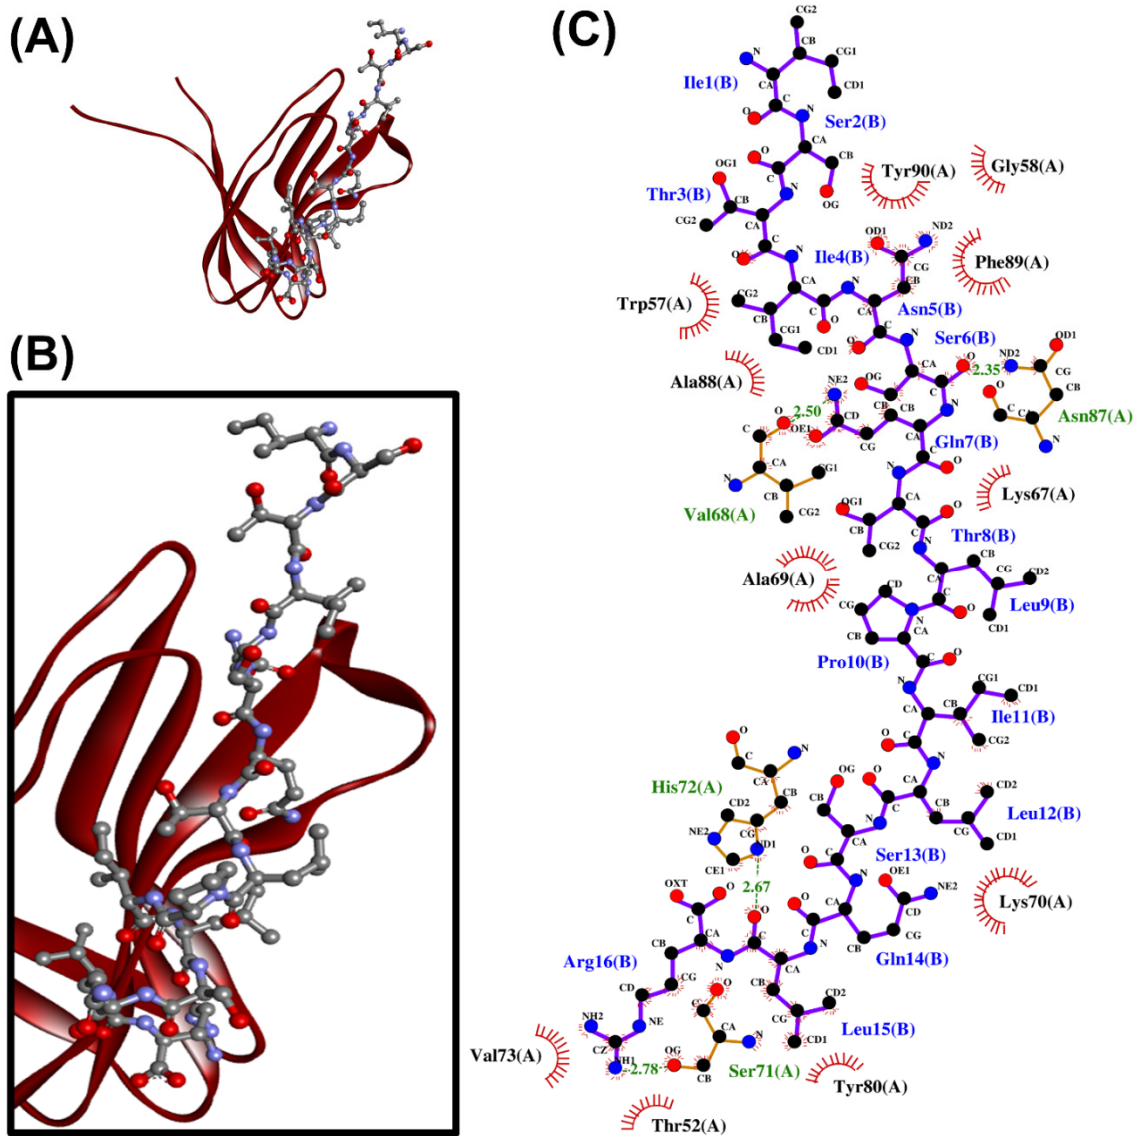 (A)
(B)
(C)
CG2
N
CB
CG1
Ile1(B)
CA
CD1
C
O
N
Ser2(B)
CA
O
OG1
C
CB
Tyr90(A)
Gly58(A)
Thr3(B)
N
OG
CB
CG2
CA
OD1
ND2
C
N
Ile4(B)
O
CG
Phe89(A)
CA
N
CB
Trp57(A)
CG2
C
CA
Asn5(B)
CB
O
CG1
C
N
Ser6(B)
CD1
O
OD1
CA
O
2.35
ND2
CG
Ala88(A)
OG
NE2
C
O
CB
2.50
CD
CB
CB
N
C
CA
O
OE1
Asn87(A)
C
CG
CA
Gln7(B)
N
CA
CG1
C
O
N
N
CB
Lys67(A)
Val68(A)
CG2
OG1
CA
O
CB
C
Thr8(B)
CG2
N
CB
CD2
Ala69(A)
CA
CG
CD
C
Leu9(B)
CG
N
O
CD1
CB
CA
Pro10(B)
C
O
CG1
CD1
N
CA
CB
Ile11(B)
O
N
C
CG2
O
C
N
CA
OG
O
CA
CD2
His72(A)
CB
C
CB
Leu12(B)
CD2
CB
N
CG
CD1
CG
CA
NE2
ND1
C
Ser13(B)
CE1
O
N
OE1
2.67
NE2
OXT
O
CA
CD
Lys70(A)
C
O
O
C
CG
CA
C
CB
CB
N
N
Gln14(B)
Arg16(B)
CG
CA
CD
O
CB
CD2
C
CG
NH2
NE
CA
Leu15(B)
N
CD1
CZ
OG
Val73(A)
NH1
2.78
CB
Ser71(A)
Tyr80(A)
Thr52(A)